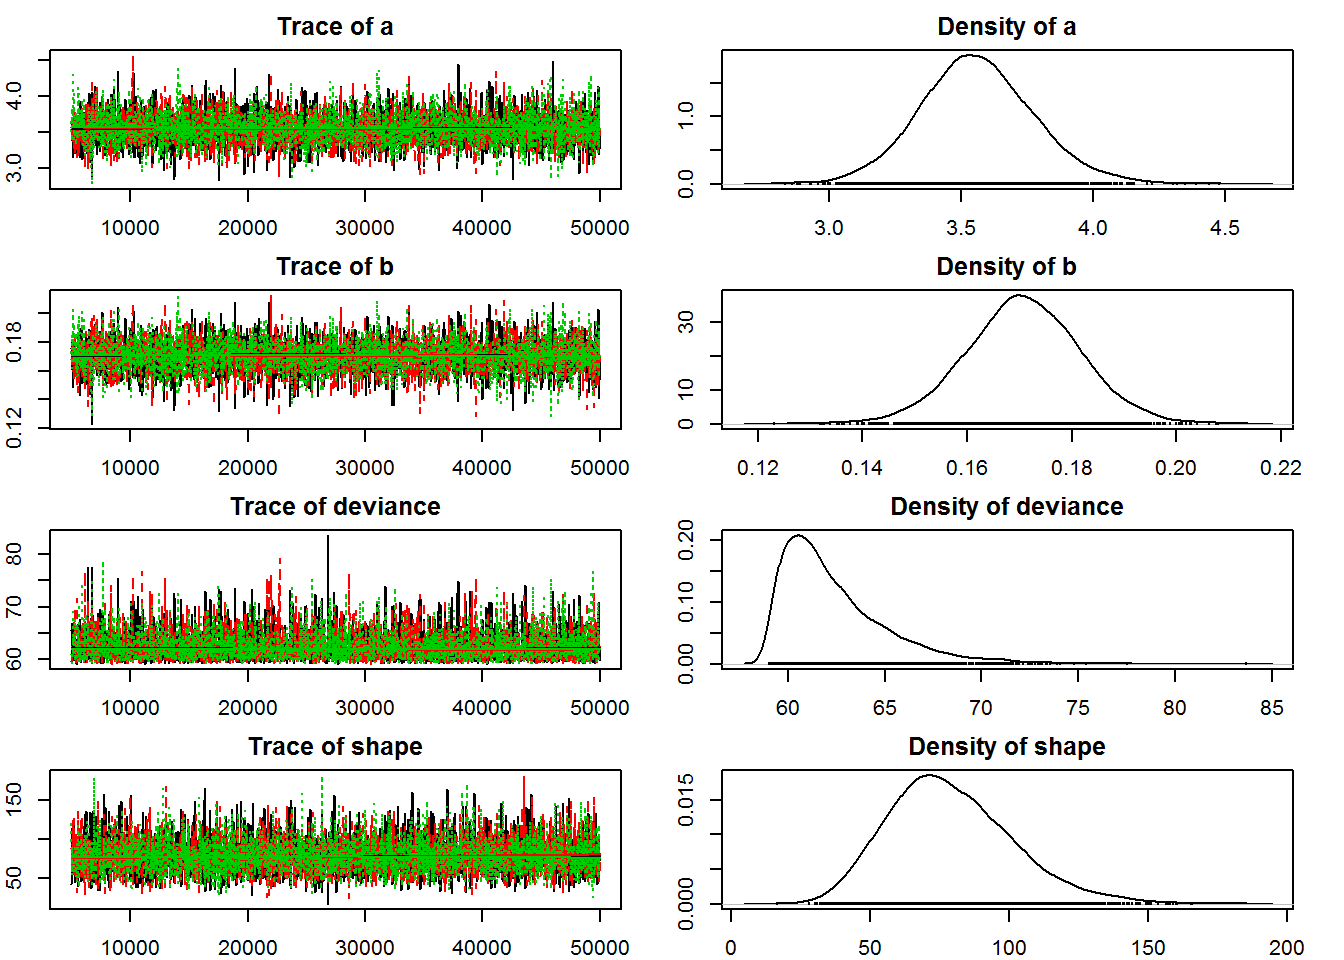 Trace of a
Density of a
3.0 4.0
10000 20000 30000 40000 50000
0.0 1.0
3.0 3.5 4.0 4.5
Trace of b
Density of b
0.12 0.18
10000 20000 30000 40000 50000
0 10 30
0.12 0.14 0.16 0.18 0.20 0.22
Trace of deviance
Density of deviance
60 70 80
10000 20000 30000 40000 50000
0.00 0.10 0.20
60 65 70 75 80 85
Trace of shape
Density of shape
50 150
10000 20000 30000 40000 50000
0.000 0.015
0 50 100 150 200